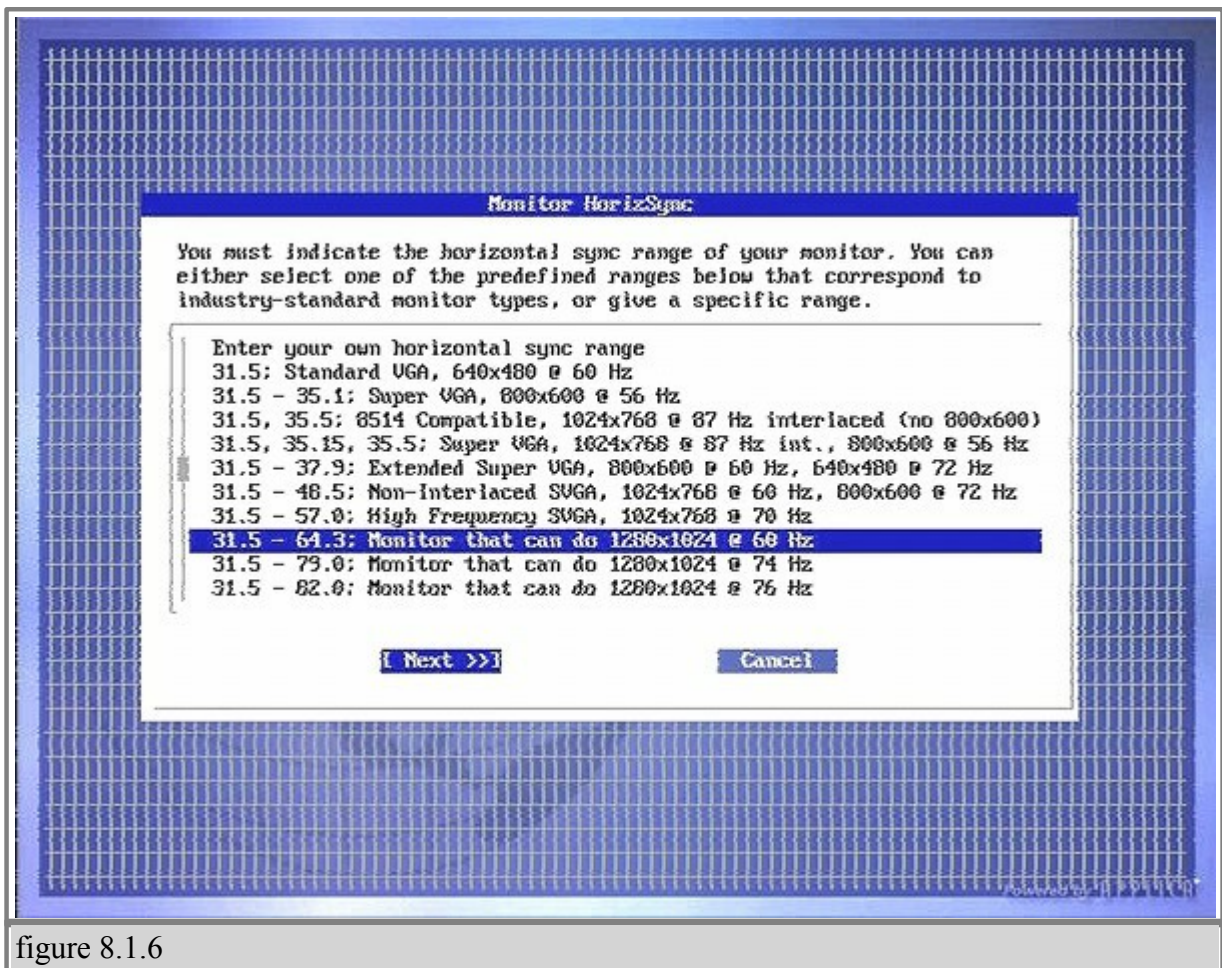 Monitor HorizSync
You must indicate the horizontal sync range of your monitor. You can
either select one of the predefined ranges below that correspond to
industry-standard monitor types, or give a specific range.
Enter your own horizontal sync range
31.5; Standard VGA, 640x480 @ 60 Hz
31.5 - 35.1; Super VGA, 800x600 @ 56 Hz
31.5, 35.5; 8514 Compatible, 1024x768 @ 87 Hz interlaced (no 800x600)
31.5, 35.15, 35.5; Super VGA, 1024x768 @ 87 Hz int., 800x600 @ 56 Hz
31.5 - 37.9; Extended Super VGA, 800x600 @ 60 Hz, 640x480 @ 72 Hz
31.5 - 48.5; Non-Interlaced SVGA, 1024x768 @ 60 Hz, 800x600 @ 72 Hz
31.5 - 57.0; High Frequency SVGA, 1024x768 @ 70 Hz
31.5 - 64.3; Monitor that can do 1280x1024 @ 60 Hz
31.5 - 79.0; Monitor that can do 1280x1024 @ 74 Hz
31.5 - 82.0; Monitor that can do 1280x1024 @ 76 Hz
[ Next >>] Cancel
Powered by
figure 8.1.6